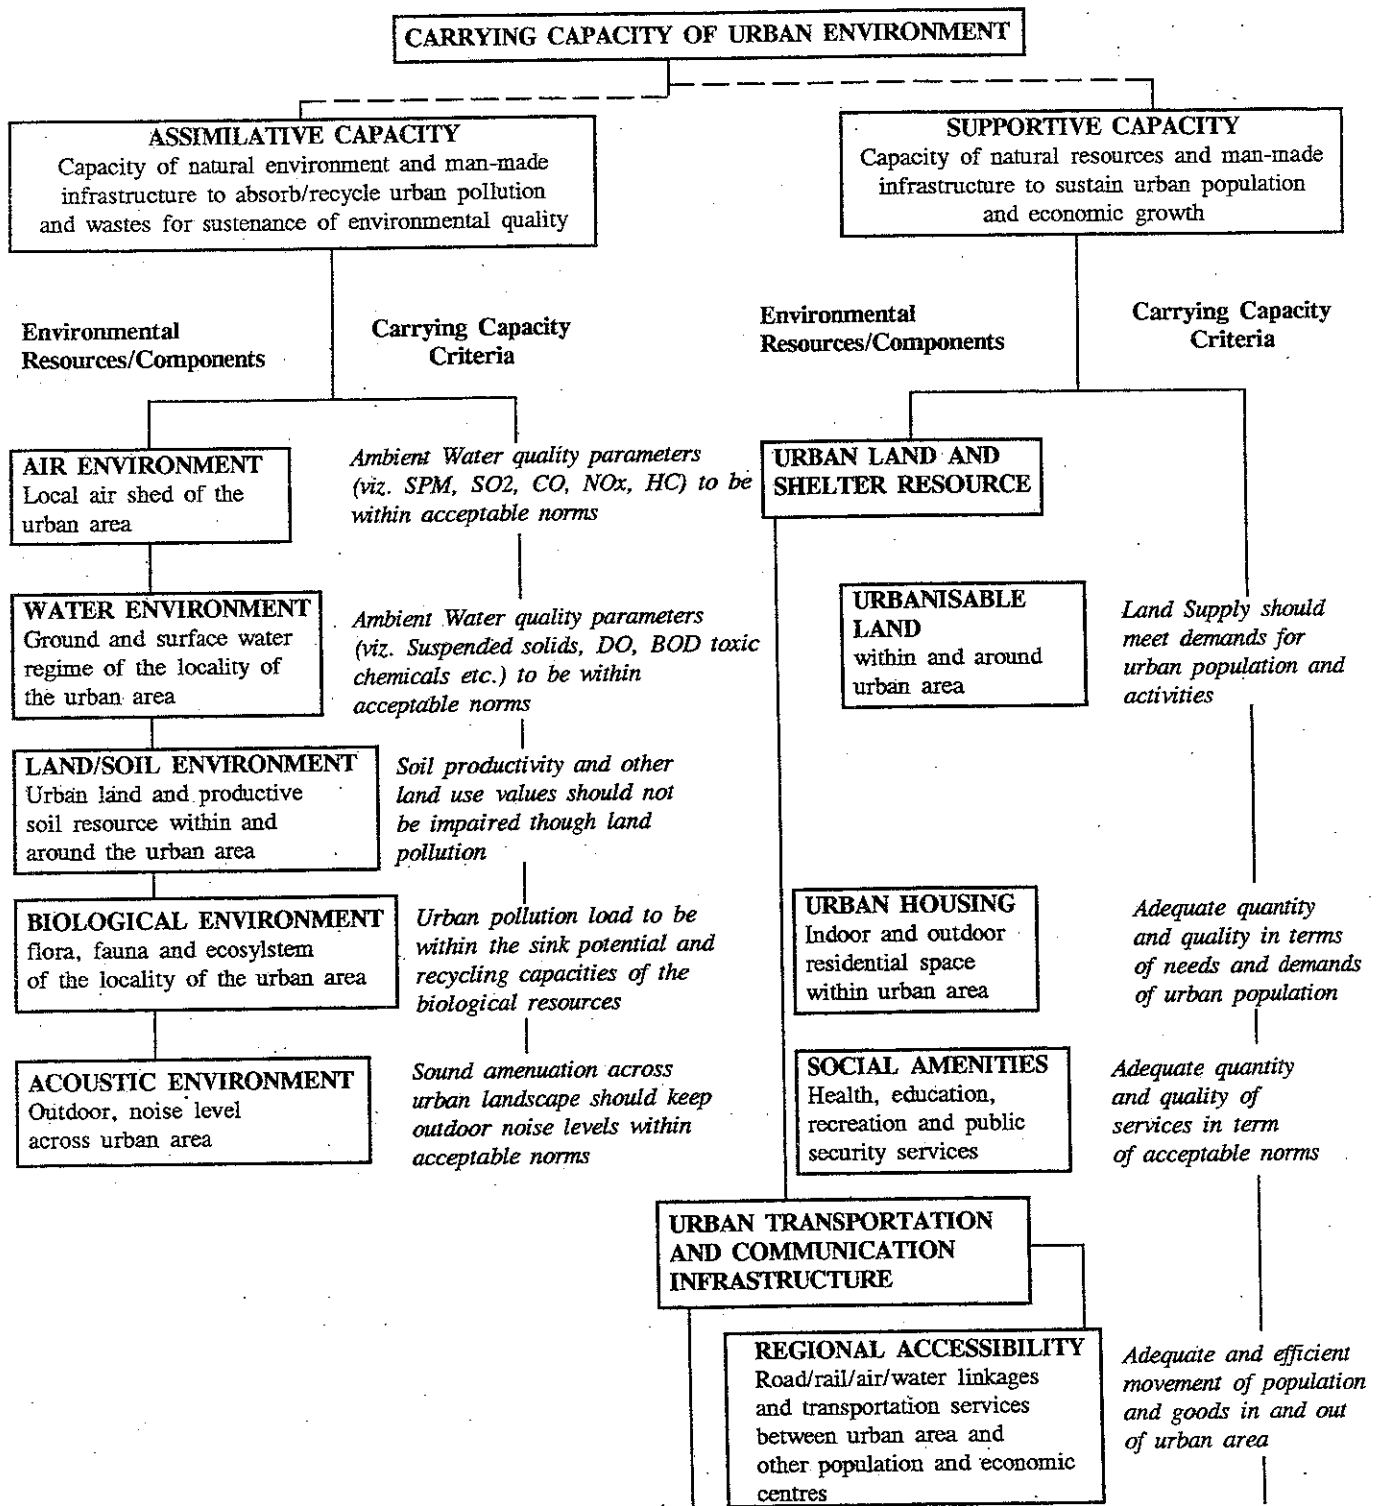 CARRYING CAPACITY OF URBAN ENVIRONMENT
ASSIMILATIVE CAPACITY
Capacity of natural environment and man-made
infrastructure to absorb/recycle urban pollution
and wastes for sustenance of environmental quality
SUPPORTIVE CAPACITY
Capacity of natural resources and man-made
infrastructure to sustain urban population
and economic growth
Environmental
Resources/Components
Carrying Capacity
Criteria
Environmental
Resources/Components
Carrying Capacity
Criteria
AIR ENVIRONMENT
Local air shed of the
urban area
Ambient Water quality parameters
(viz. SPM, SO2, CO, NOx, HC) to be
within acceptable norms
WATER ENVIRONMENT
Ground and surface water
regime of the locality of
the urban area
Ambient Water quality parameters
(viz. Suspended solids, DO, BOD toxic
chemicals etc.) to be within
acceptable norms
LAND/SOIL ENVIRONMENT
Urban land and productive
soil resource within and
around the urban area
Soil productivity and other
land use values should not
be impaired though land
pollution
BIOLOGICAL ENVIRONMENT
flora, fauna and ecosylstem
of the locality of the urban area
Urban pollution load to be
within the sink potential and
recycling capacities of the
biological resources
ACOUSTIC ENVIRONMENT
Outdoor, noise level
across urban area
Sound amenuation across
urban landscape should keep
outdoor noise levels within
acceptable norms
URBAN LAND AND
SHELTER RESOURCE
URBANISABLE
LAND
within and around
urban area
Land Supply should
meet demands for
urban population and
activities
URBAN HOUSING
Indoor and outdoor
residential space
within urban area
Adequate quantity
and quality in terms
of needs and demands
of urban population
SOCIAL AMENITIES
Health, education,
recreation and public
security services
Adequate quantity
and quality of
services in term
of acceptable norms
URBAN TRANSPORTATION
AND COMMUNICATION
INFRASTRUCTURE
REGIONAL ACCESSIBILITY
Road/rail/air/water linkages
and transportation services
between urban area and
other population and economic
centres
Adequate and efficient
movement of population
and goods in and out
of urban area